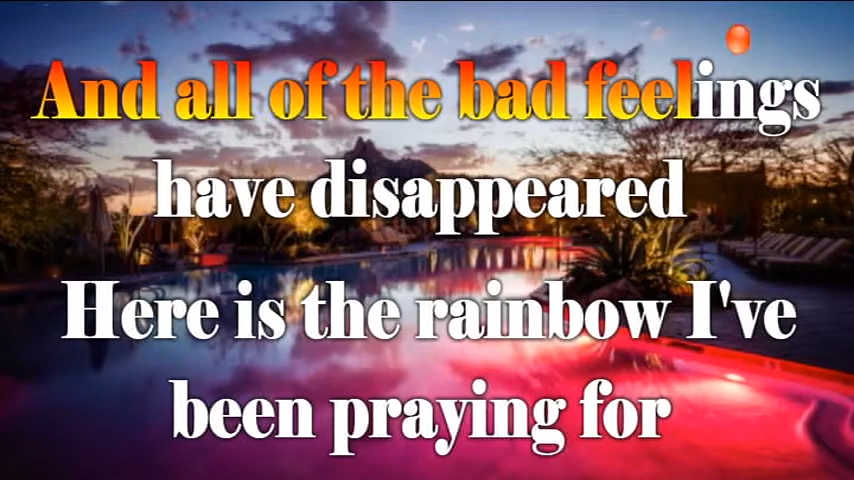 And all of the bad feelings
have disappeared
Here is the rainbow I've
been praying for